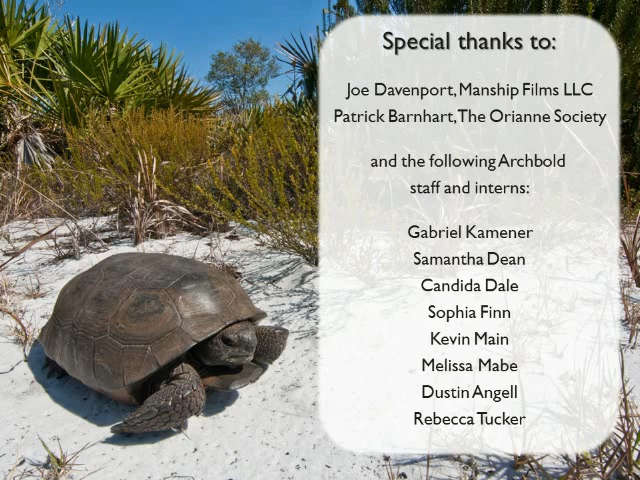 Special thanks to:
Joe Davenport, Manship Films LLC
Patrick Barnhart, The Orianne Society
and the following Archbold
staff and interns:
Gabriel Kamener
Samantha Dean
Candida Dale
Sophia Finn
Kevin Main
Melissa Mabe
Dustin Angell
Rebecca Tucker